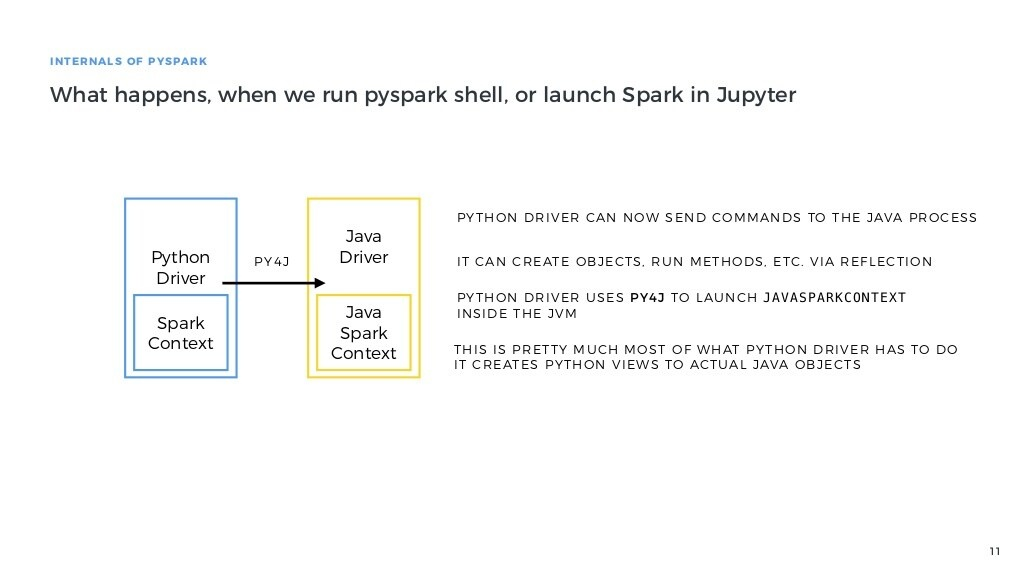 INTERNALS OF PYSPARK
What happens, when we run pyspark shell, or launch Spark in Jupyter
Python
Driver
Spark
Context
PY4J
Java
Driver
Java
Spark
Context
PYTHON DRIVER CAN NOW SEND COMMANDS TO THE JAVA PROCESS
IT CAN CREATE OBJECTS, RUN METHODS, ETC. VIA REFLECTION
PYTHON DRIVER USES PY4J TO LAUNCH JAVASPARKCONTEXT
INSIDE THE JVM
THIS IS PRETTY MUCH MOST OF WHAT PYTHON DRIVER HAS TO DO
IT CREATES PYTHON VIEWS TO ACTUAL JAVA OBJECTS
11